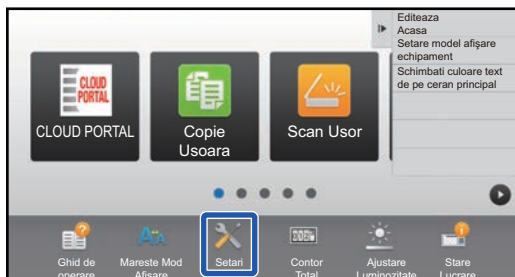 Editeaza
Acasa
Setare model afişare
echipament
Schimbati culoare text
de pe ceran principal
CLOUD
PORTAL
CLOUD PORTAL
Copie
Usoara
Scan Usor
Ghid de
operare
Mareste Mod
Afisare
Setari
Contor
Total
Ajustare
Luminozitate
Stare
Lucrare